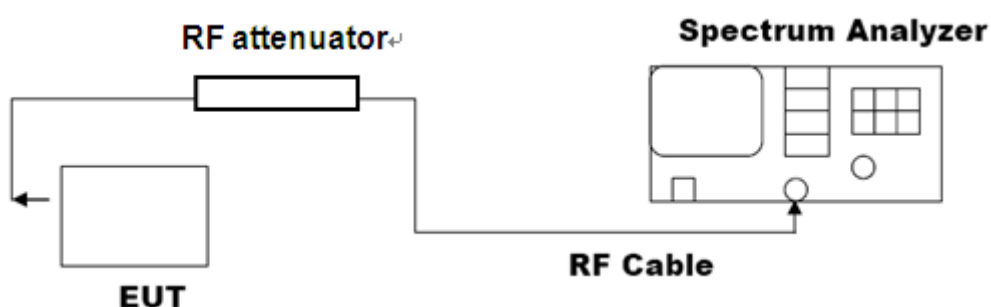 RF attenuator↵
Spectrum Analyzer
RF Cable
EUT